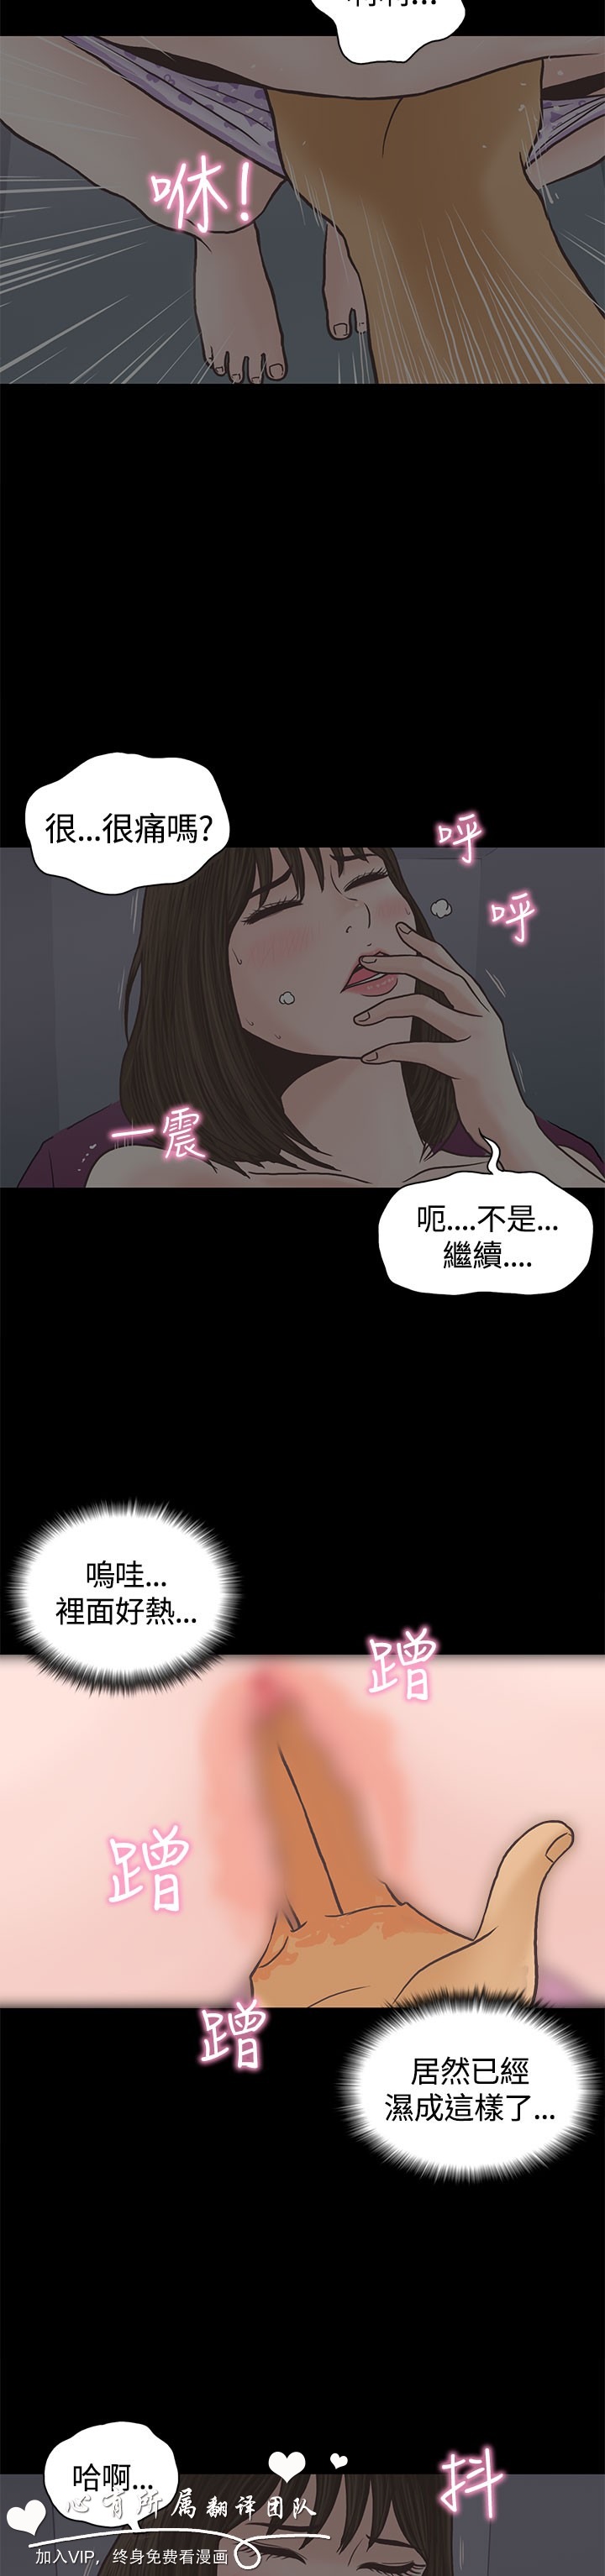 咻!
很...很痛嗎?
呼
呼
一震
呃....不是...
繼續....
嗚哇...
裡面好熱...
蹭
蹭
蹭
居然已經
濕成這樣了...
哈啊...
抖
心有所属翻译团队
加入VIP，终身免费看漫画